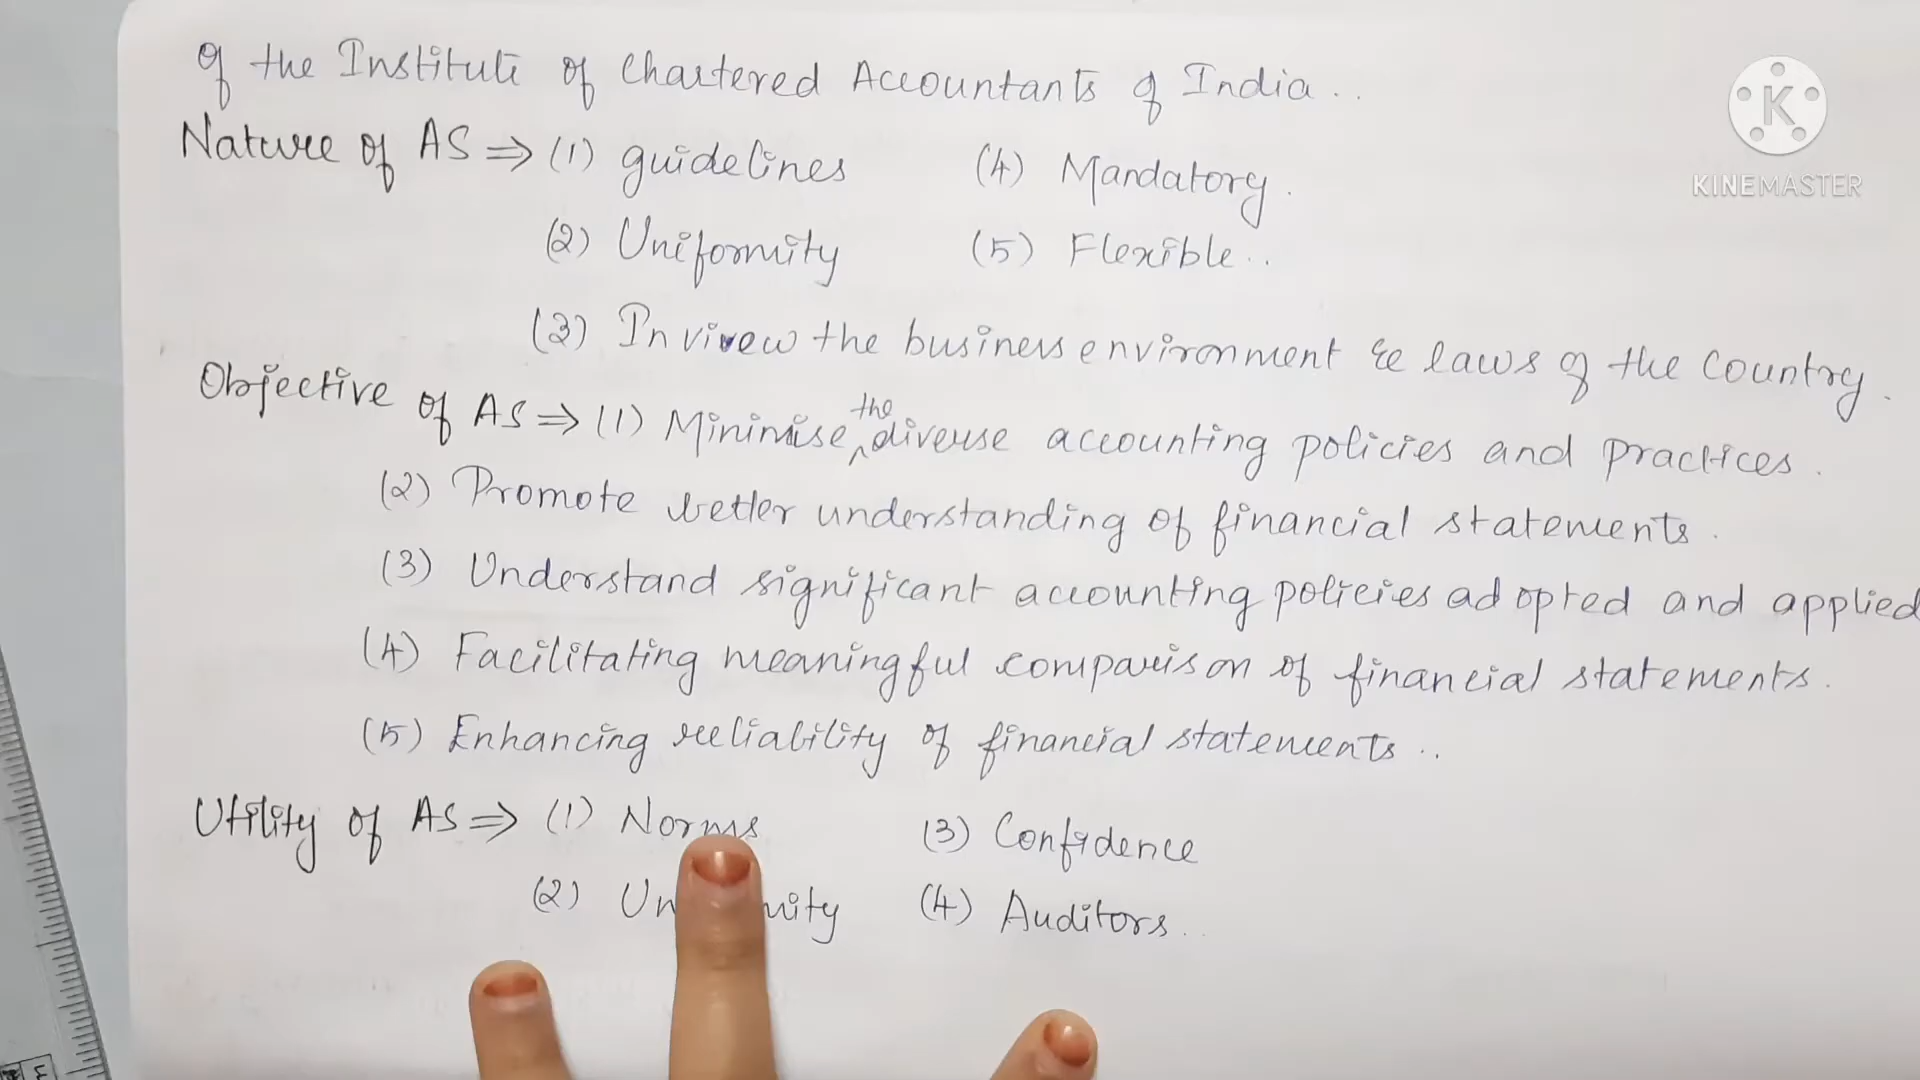 of the Institute of Chartered Accountants of India..
Nature of AS ⇒ (1) guidelines (4) Mandatory.
(2) Uniformity (5) Flexible..
(3) In view the business environment & laws of the country.
Objective of AS ⇒ (1) Minimise the diverse accounting policies and practices.
(2) Promote better understanding of financial statements.
(3) Understand significant accounting policies adopted and applied
(4) Facilitating meaningful comparison of financial statements.
(5) Enhancing reliability of financial statements..
Utility of AS ⇒ (1) Norms (3) Confidence
(2) (4) Auditors..
K
KINEMASTER